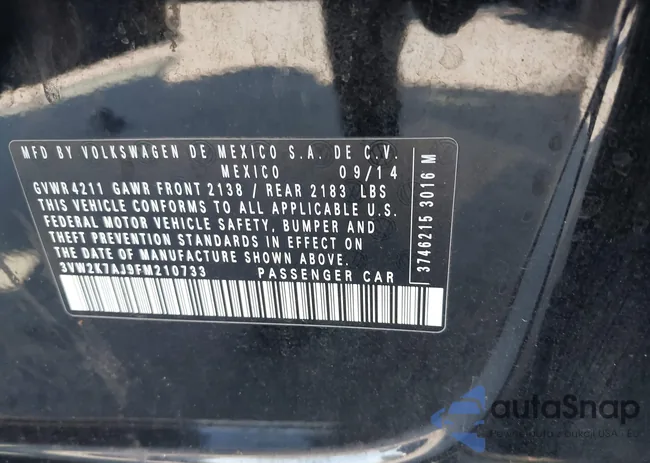 MFD BY VOLKSWAGEN DE MEXICO S.A. DE C.V.
MEXICO 09/14
GVWR4211 GAWR FRONT 2138 / REAR 2183 LBS
THIS VEHICLE CONFORMS TO ALL APPLICABLE U.S.
FEDERAL MOTOR VEHICLE SAFETY, BUMPER AND
THEFT PREVENTION STANDARDS IN EFFECT ON
THE DATE OF MANUFACTURE SHOWN ABOVE.
3VW2K7AJ9FM210733 PASSENGER CAR
3746215 3016 M
autaSnap